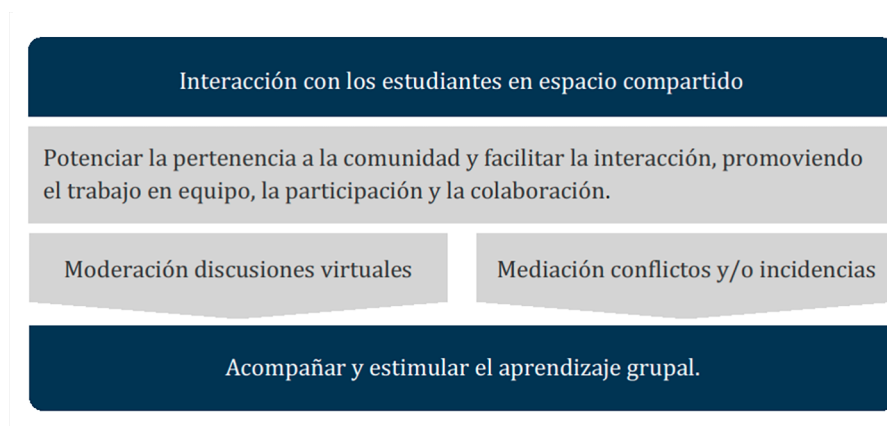 Interacción con los estudiantes en espacio compartido
Potenciar la pertenencia a la comunidad y facilitar la interacción, promoviendo
el trabajo en equipo, la participación y la colaboración.
Moderación discusiones virtuales
Mediación conflictos y/o incidencias
Acompañar y estimular el aprendizaje grupal.